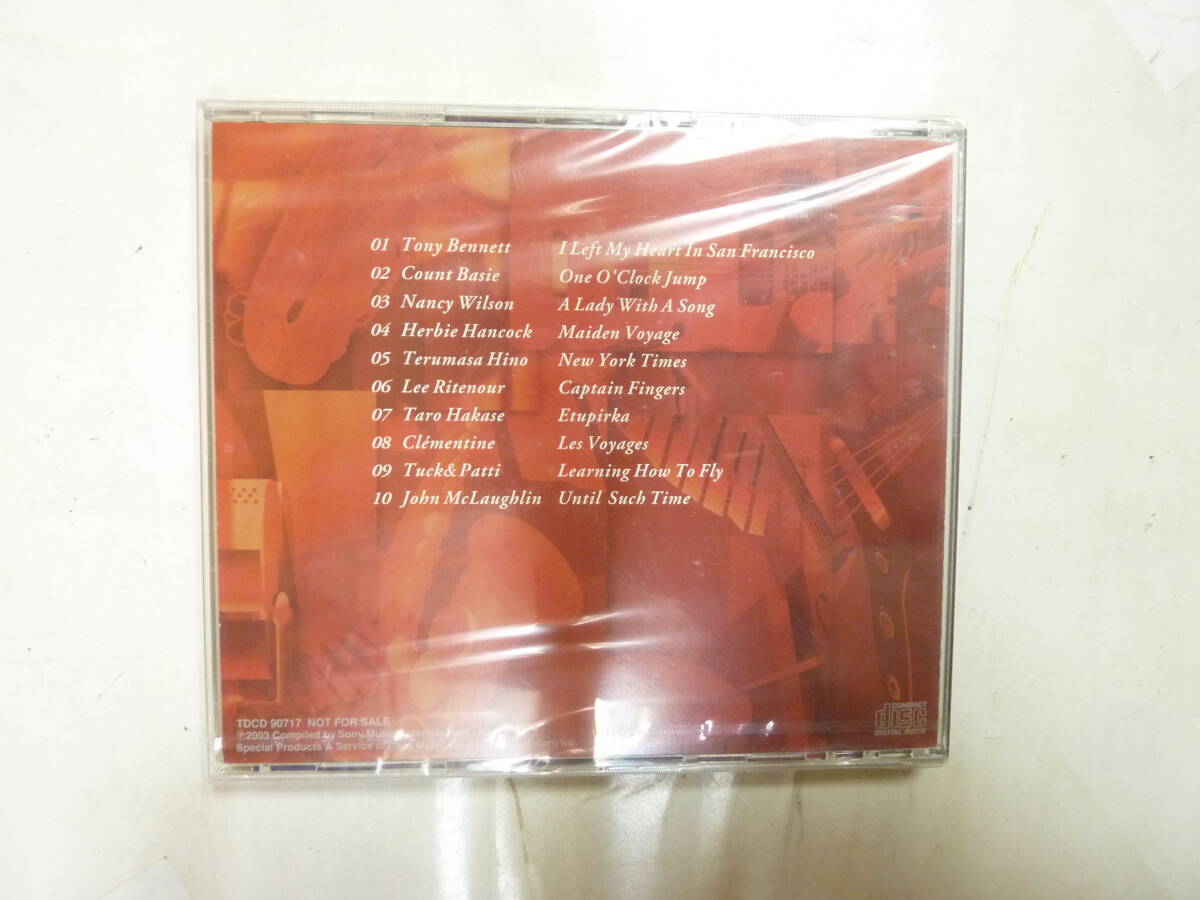 01 Tony Bennett I Left My Heart In San Francisco
02 Count Basie One O'Clock Jump
03 Nancy Wilson A Lady With A Song
04 Herbie Hancock Maiden Voyage
05 Terumasa Hino New York Times
06 Lee Ritenour Captain Fingers
07 Taro Hakase Etupirka
08 Clémentine Les Voyages
09 Tuck&Patti Learning How To Fly
10 John McLaughlin Until Such Time
TDCD 90717 NOT FOR SALE
℗2003 Compiled by Sony Music
Special Products A Service of Sony Music Inc.
COMPACT
disc
DIGITAL AUDIO